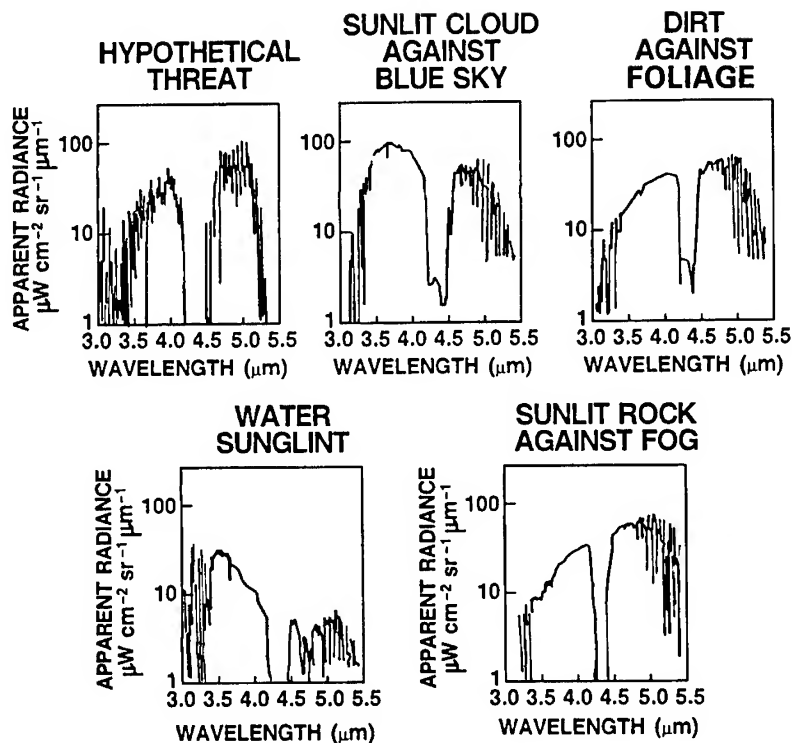 HYPOTHETICAL
THREAT
SUNLIT CLOUD
AGAINST
BLUE SKY
DIRT
AGAINST
FOLIAGE
APPARENT RADIANCE
μW cm⁻² sr⁻¹ μm⁻¹
100
10
1
3.0 3.5 4.0 4.5 5.0 5.5
WAVELENGTH (μm)
100
10
1
3.0 3.5 4.0 4.5 5.0 5.5
WAVELENGTH (μm)
100
10
1
3.0 3.5 4.0 4.5 5.0 5.5
WAVELENGTH (μm)
WATER
SUNGLINT
SUNLIT ROCK
AGAINST FOG
APPARENT RADIANCE
μW cm⁻² sr⁻¹ μm⁻¹
100
10
1
3.0 3.5 4.0 4.5 5.0 5.5
WAVELENGTH (μm)
APPARENT RADIANCE
μW cm⁻² sr⁻¹ μm⁻¹
100
10
1
3.0 3.5 4.0 4.5 5.0 5.5
WAVELENGTH (μm)